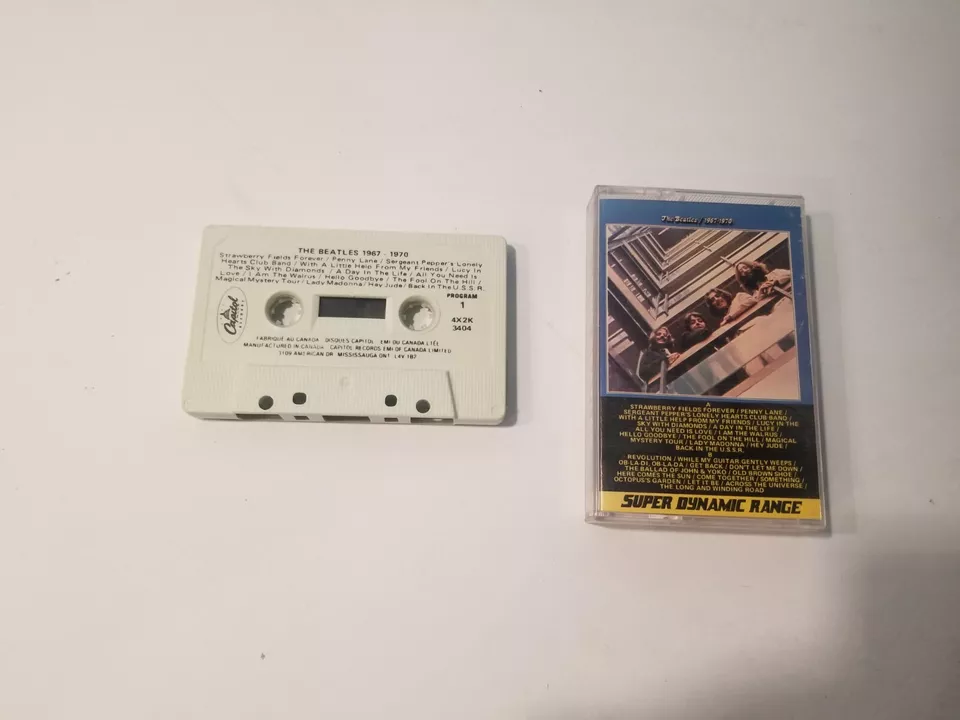 THE BEATLES 1967 - 1970
Strawberry Fields Forever / Penny Lane / Sergeant Pepper's Lonely
Hearts Club Band / With A Little Help From My Friends / Lucy In
The Sky With Diamonds / A Day In The Life / All You Need Is
Love / I Am The Walrus / Hello Goodbye / The Fool On The Hill /
Magical Mystery Tour / Lady Madonna / Hey Jude / Back In The U.S.S.R.
Capitol
RECORDS
PROGRAM
1
4X2K
3404
FABRIQUÉ AU CANADA DISQUES CAPITOL EMI DU CANADA LTÉE
MANUFACTURED IN CANADA CAPITOL RECORDS EMI OF CANADA LIMITED
3109 AMERICAN DR. MISSISSAUGA ONT. L4V 1B7
The Beatles / 1967-1970
A
STRAWBERRY FIELDS FOREVER / PENNY LANE /
SERGEANT PEPPER'S LONELY HEARTS CLUB BAND /
WITH A LITTLE HELP FROM MY FRIENDS / LUCY IN THE
SKY WITH DIAMONDS / A DAY IN THE LIFE /
ALL YOU NEED IS LOVE / I AM THE WALRUS /
HELLO GOODBYE / THE FOOL ON THE HILL / MAGICAL
MYSTERY TOUR / LADY MADONNA / HEY JUDE /
BACK IN THE U.S.S.R.
B
REVOLUTION / WHILE MY GUITAR GENTLY WEEPS /
OB-LA-DI, OB-LA-DA / GET BACK / DON'T LET ME DOWN /
THE BALLAD OF JOHN & YOKO / OLD BROWN SHOE /
HERE COMES THE SUN / COME TOGETHER / SOMETHING /
OCTOPUS'S GARDEN / LET IT BE / ACROSS THE UNIVERSE /
THE LONG AND WINDING ROAD
SUPER DYNAMIC RANGE